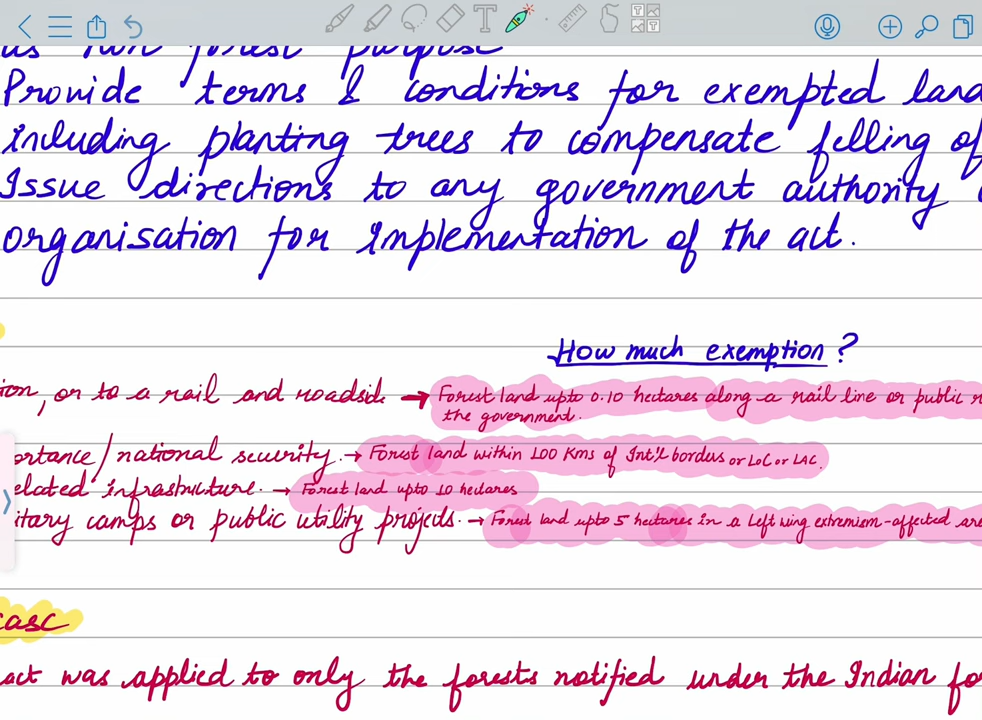 as non forest purpose
Provide terms & conditions for exempted land
including planting trees to compensate felling of
Issue directions to any government authority
organisation for implementation of the act.
How much exemption?
ion, or to a rail and roadside → Forest land upto 0.10 hectares along a rail line or public r
the government.
ortance/national security. → Forest land within 100 Kms of Int'l borders or LoC or LAC.
elated infrastructure. → Forest land upto 10 hectares
itary camps or public utility projects. → Forest land upto 5 hectares in a Left wing extremism-affected are
case
act was applied to only the forests notified under the Indian fo